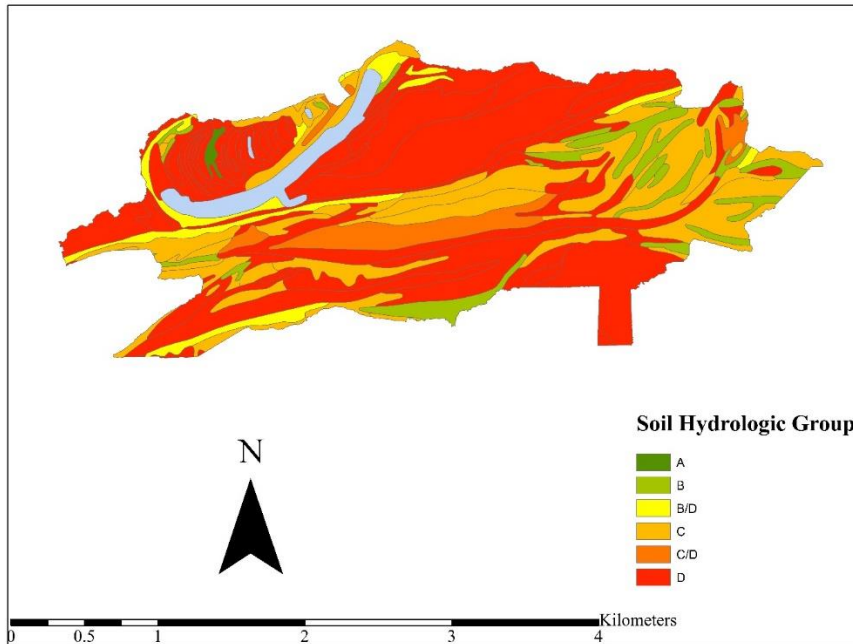 Soil Hydrologic Group
A
B
B/D
C
C/D
D
N
Kilometers
0 0.5 1 2 3 4